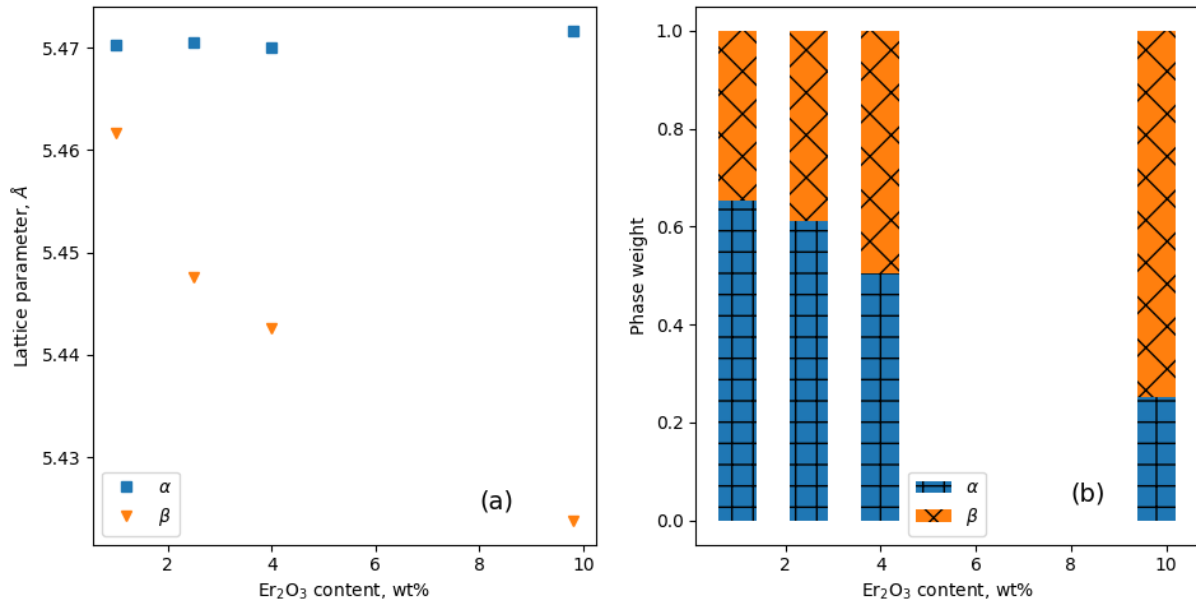 5.47
5.46
5.45
5.44
5.43
Lattice parameter, Å
α
β
(a)
2
4
6
8
10
Er₂O₃ content, wt%
1.0
0.8
0.6
0.4
0.2
0.0
Phase weight
α
β
(b)
2
4
6
8
10
Er₂O₃ content, wt%